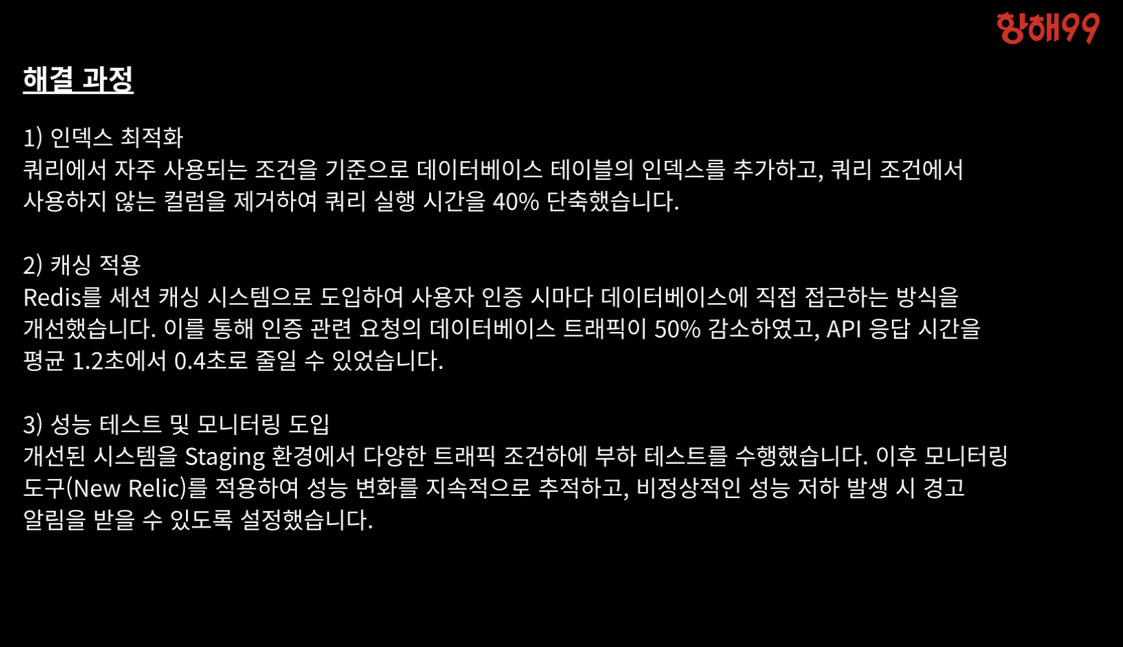 항해99
해결 과정
1) 인덱스 최적화
쿼리에서 자주 사용되는 조건을 기준으로 데이터베이스 테이블의 인덱스를 추가하고, 쿼리 조건에서
사용하지 않는 컬럼을 제거하여 쿼리 실행 시간을 40% 단축했습니다.
2) 캐싱 적용
Redis를 세션 캐싱 시스템으로 도입하여 사용자 인증 시마다 데이터베이스에 직접 접근하는 방식을
개선했습니다. 이를 통해 인증 관련 요청의 데이터베이스 트래픽이 50% 감소하였고, API 응답 시간을
평균 1.2초에서 0.4초로 줄일 수 있었습니다.
3) 성능 테스트 및 모니터링 도입
개선된 시스템을 Staging 환경에서 다양한 트래픽 조건하에 부하 테스트를 수행했습니다. 이후 모니터링
도구(New Relic)를 적용하여 성능 변화를 지속적으로 추적하고, 비정상적인 성능 저하 발생 시 경고
알림을 받을 수 있도록 설정했습니다.